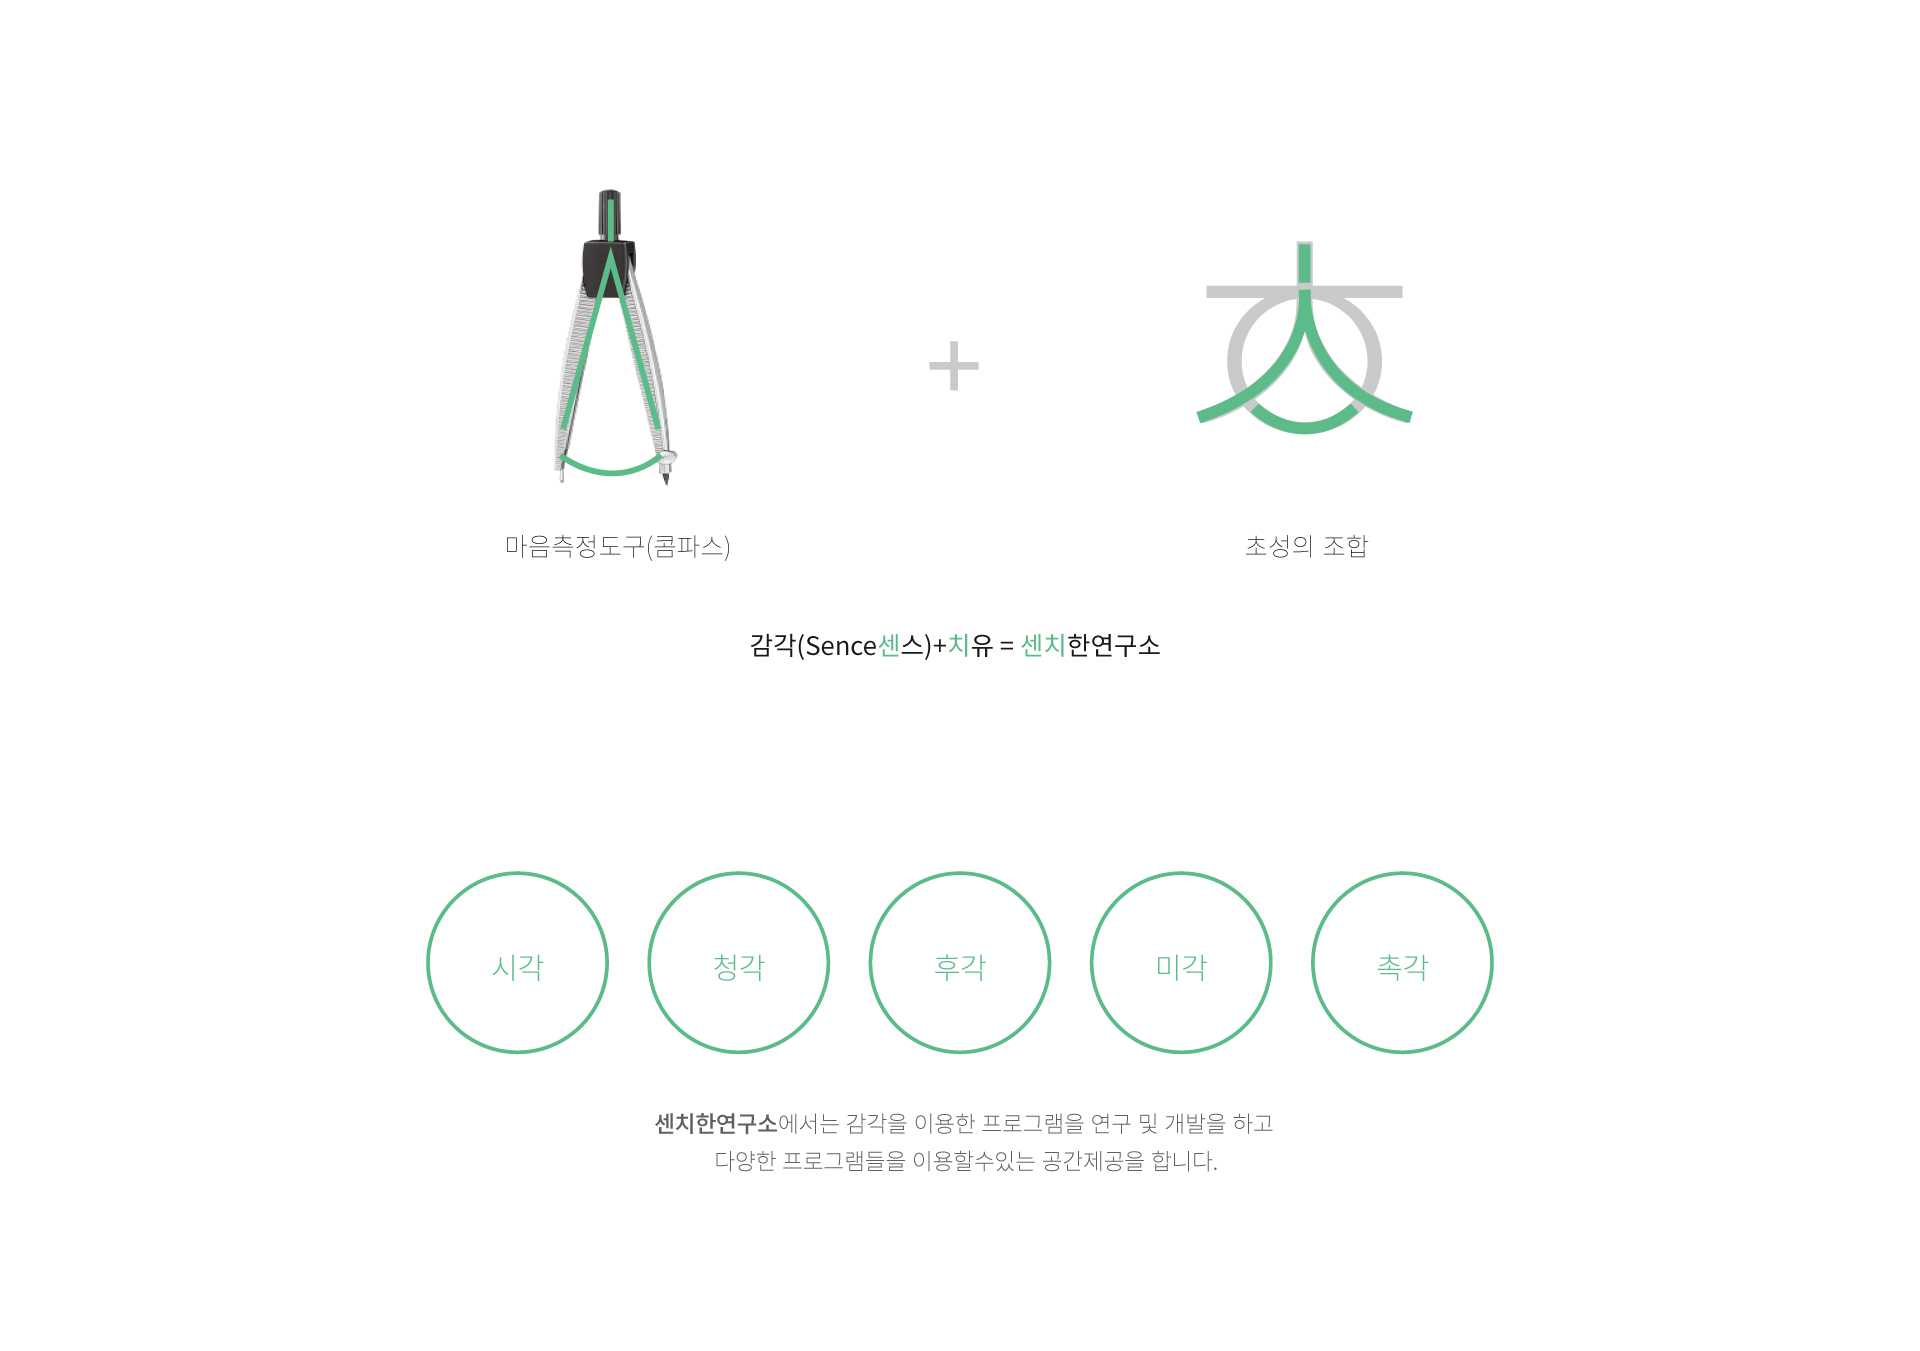 마음측정도구(콤파스)
+
초성의 조합
감각(Sence센스)+치유 = 센치한연구소
시각
청각
후각
미각
촉각
센치한연구소에서는 감각을 이용한 프로그램을 연구 및 개발을 하고
다양한 프로그램들을 이용할수있는 공간제공을 합니다.